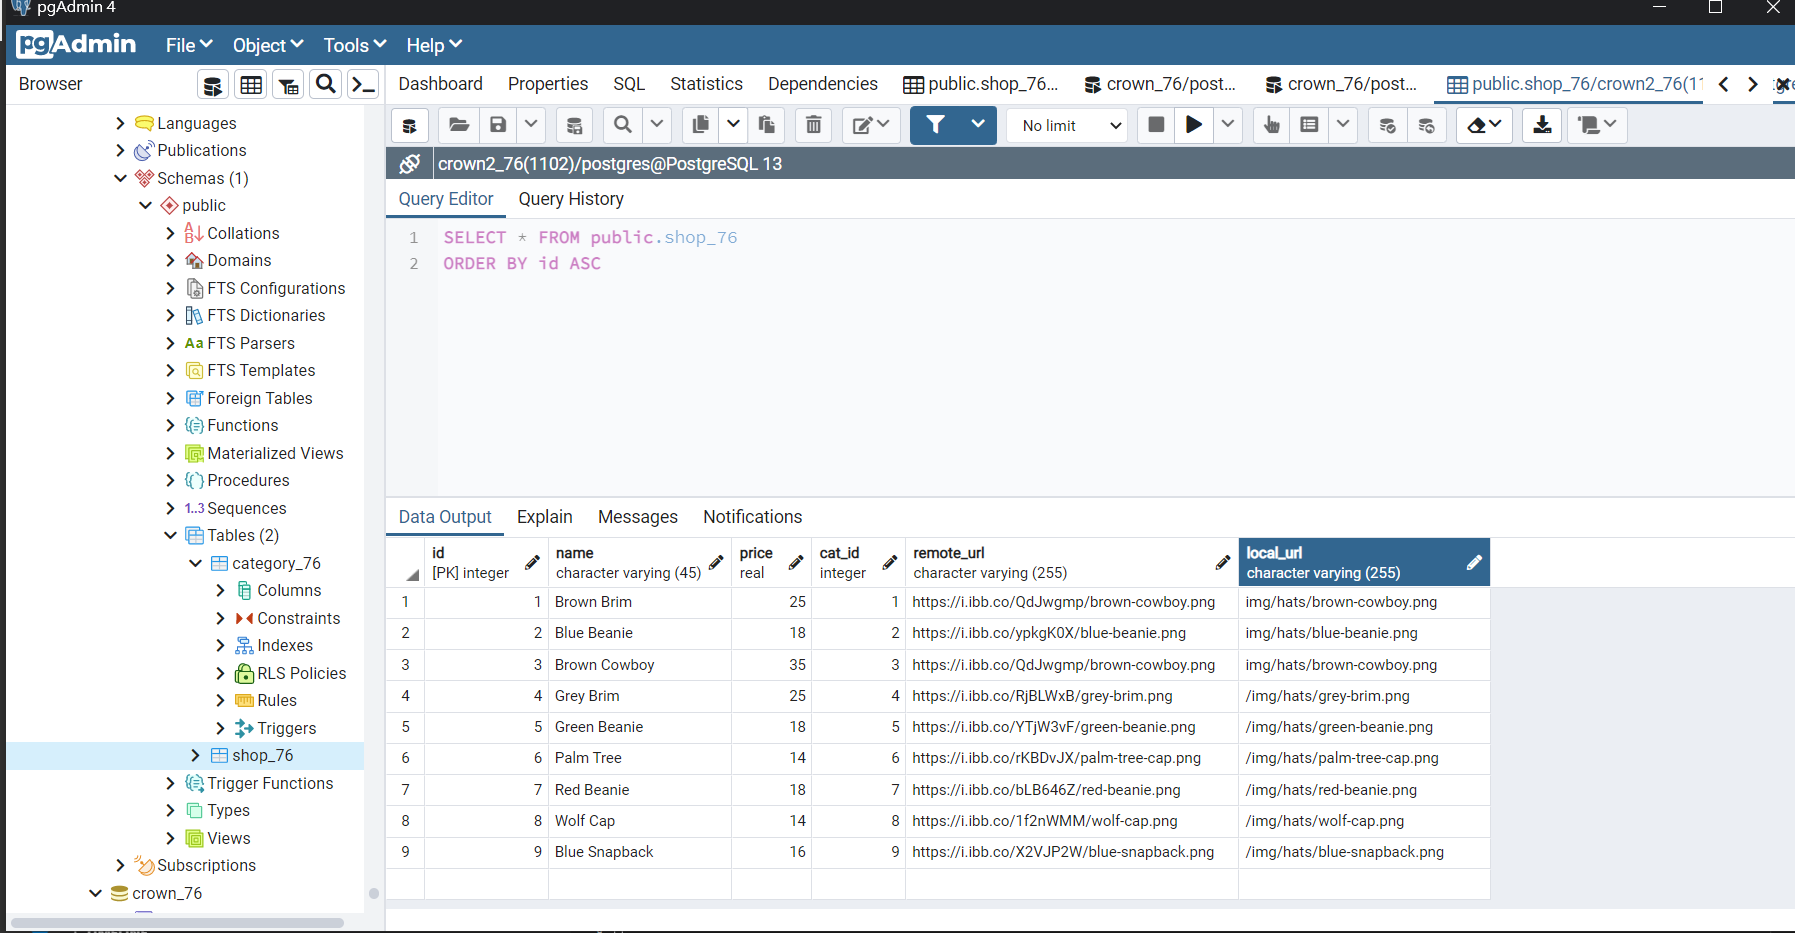 pgAdmin 4
pgAdmin File Object Tools Help
Browser
Dashboard Properties SQL Statistics Dependencies public.shop_76... crown_76/post... crown_76/post... public.shop_76/crown2_76(11
No limit
crown2_76(1102)/postgres@PostgreSQL 13
Query Editor Query History
1 SELECT * FROM public.shop_76
2 ORDER BY id ASC
Languages
Publications
Schemas (1)
public
Collations
Domains
FTS Configurations
FTS Dictionaries
Aa FTS Parsers
FTS Templates
Foreign Tables
Functions
Materialized Views
Procedures
1..3 Sequences
Tables (2)
category_76
Columns
Constraints
Indexes
RLS Policies
Rules
Triggers
shop_76
Trigger Functions
Types
Views
Subscriptions
crown_76
Data Output Explain Messages Notifications
id name price cat_id remote_url local_url
[PK] integer character varying (45) real integer character varying (255) character varying (255)
1 1 Brown Brim 25 1 https://i.ibb.co/QdJwgmp/brown-cowboy.png img/hats/brown-cowboy.png
2 2 Blue Beanie 18 2 https://i.ibb.co/ypkgK0X/blue-beanie.png img/hats/blue-beanie.png
3 3 Brown Cowboy 35 3 https://i.ibb.co/QdJwgmp/brown-cowboy.png img/hats/brown-cowboy.png
4 4 Grey Brim 25 4 https://i.ibb.co/RjBLWxB/grey-brim.png /img/hats/grey-brim.png
5 5 Green Beanie 18 5 https://i.ibb.co/YTjW3vF/green-beanie.png /img/hats/green-beanie.png
6 6 Palm Tree 14 6 https://i.ibb.co/rKBDvJX/palm-tree-cap.png /img/hats/palm-tree-cap.png
7 7 Red Beanie 18 7 https://i.ibb.co/bLB646Z/red-beanie.png /img/hats/red-beanie.png
8 8 Wolf Cap 14 8 https://i.ibb.co/1f2nWMM/wolf-cap.png /img/hats/wolf-cap.png
9 9 Blue Snapback 16 9 https://i.ibb.co/X2VJP2W/blue-snapback.png /img/hats/blue-snapback.png